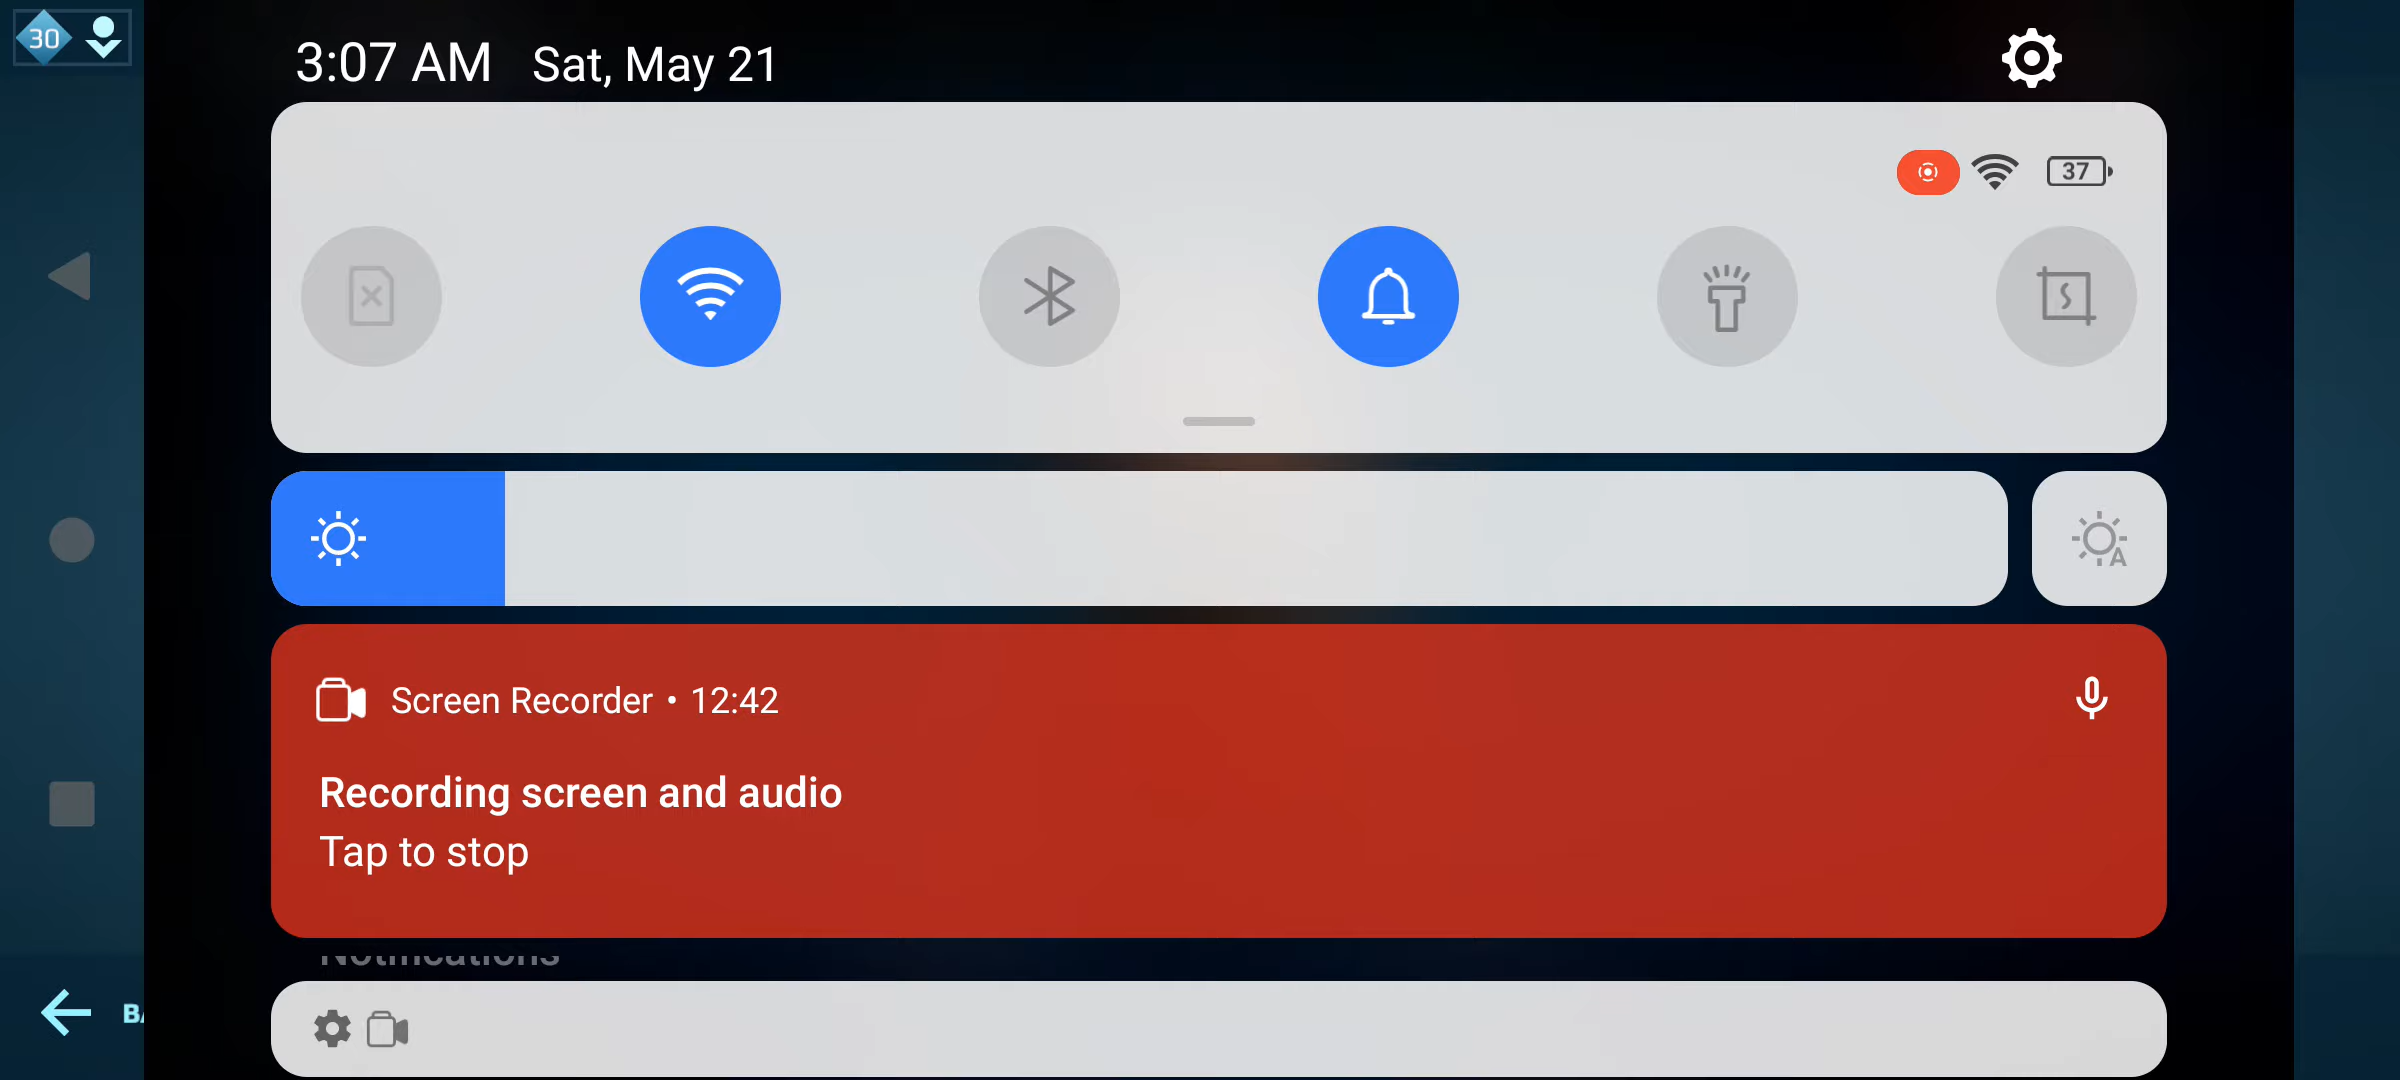 30
3:07 AM Sat, May 21
37
Screen Recorder • 12:42
Recording screen and audio
Tap to stop
Notifications